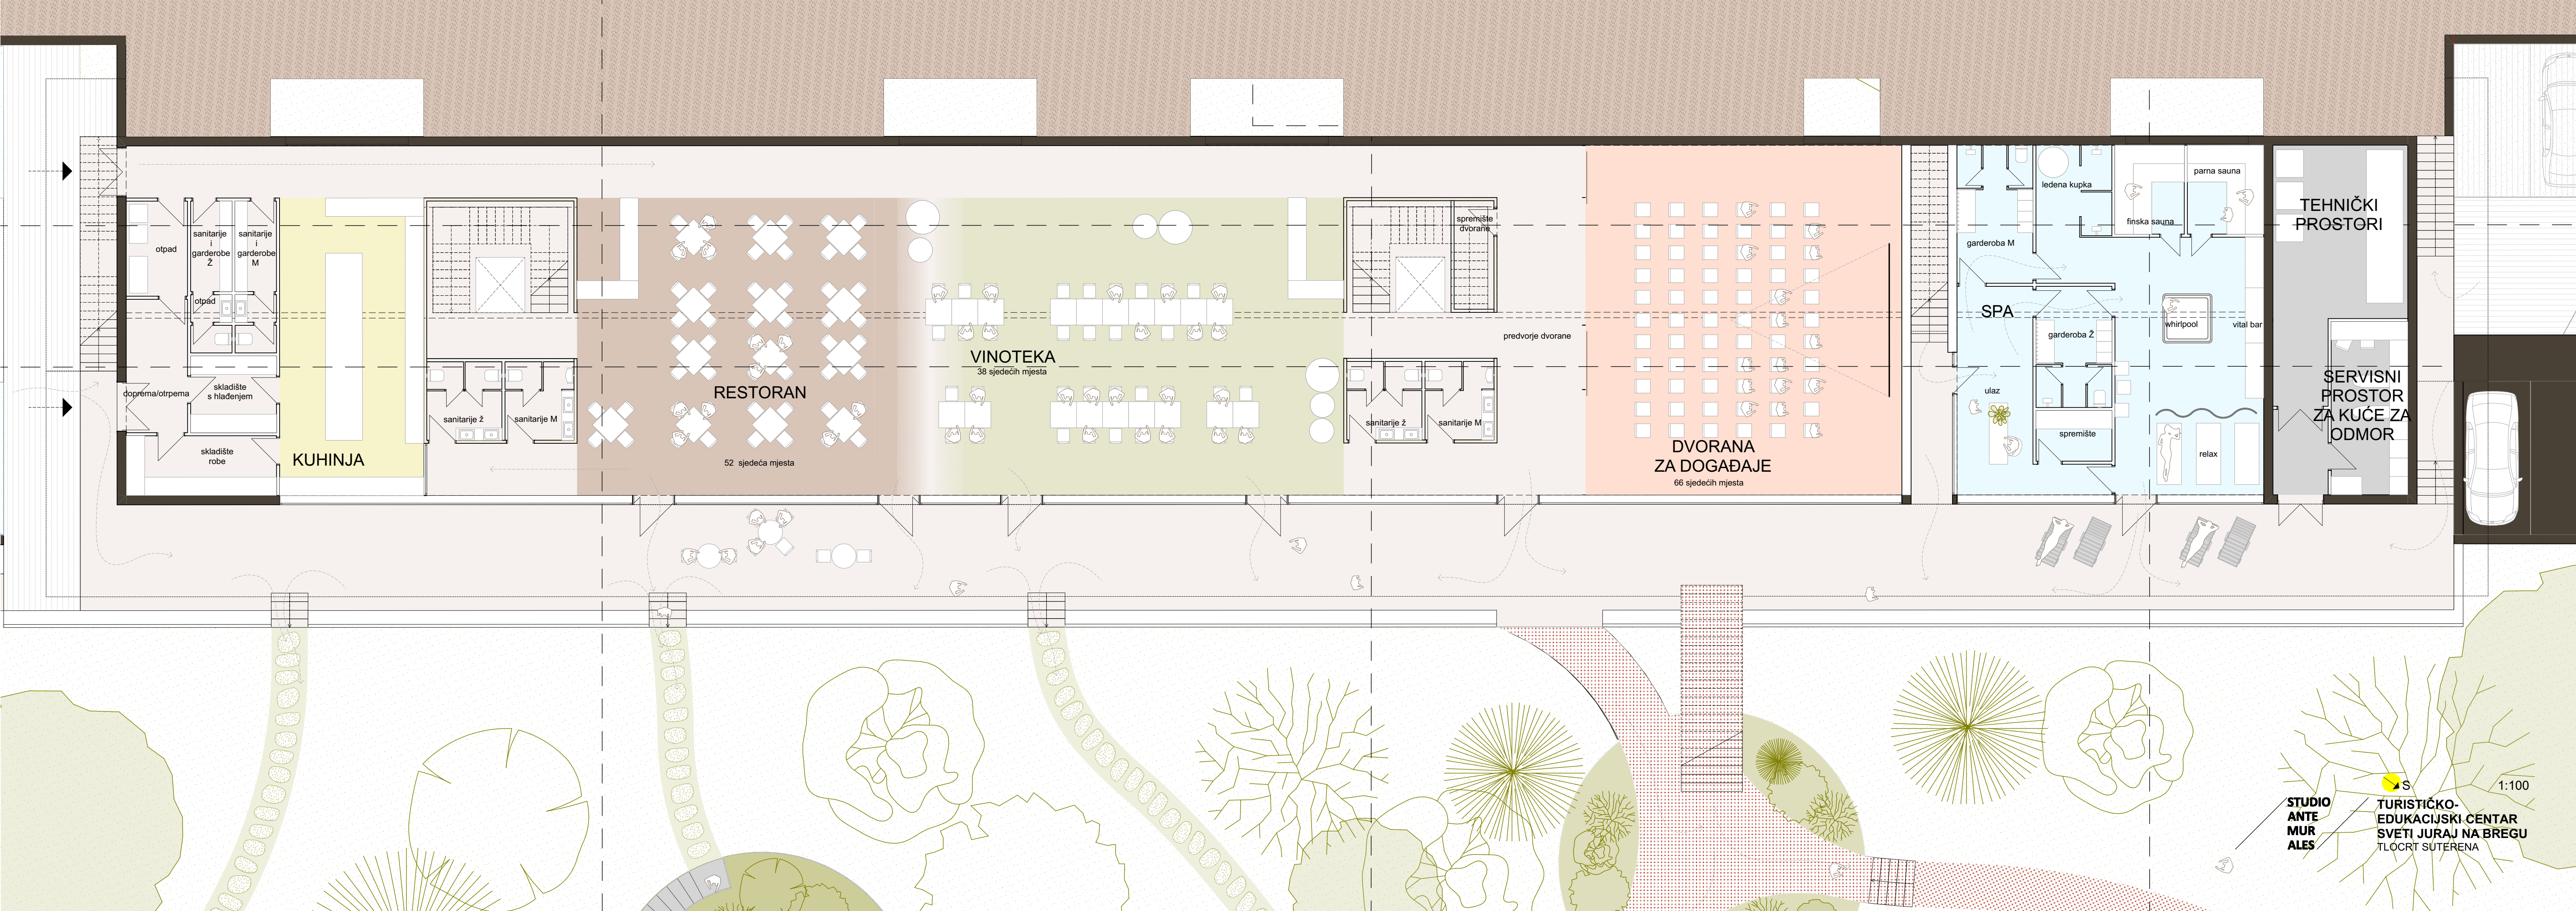 otpad
sanitarije
i
garderobe
Ž
sanitarije
i
garderobe
M
otpad
doprema/otrpema
skladište
s hlađenjem
skladište
robe
KUHINJA
sanitarije ž
sanitarije M
RESTORAN
52 sjedeća mjesta
VINOTEKA
38 sjedećih mjesta
spremište
dvorane
sanitarije ž
sanitarije M
predvorje dvorane
DVORANA
ZA DOGAĐAJE
66 sjedećih mjesta
garderoba M
ledena kupka
finska sauna
parna sauna
SPA
garderoba Ž
whirlpool
vital bar
ulaz
spremište
relax
TEHNIČKI
PROSTORI
SERVISNI
PROSTOR
ZA KUĆE ZA
ODMOR
S
1:100
STUDIO
ANTE
MUR
ALES
TURISTIČKO-
EDUKACIJSKI CENTAR
SVETI JURAJ NA BREGU
TLOCRT SUTERENA